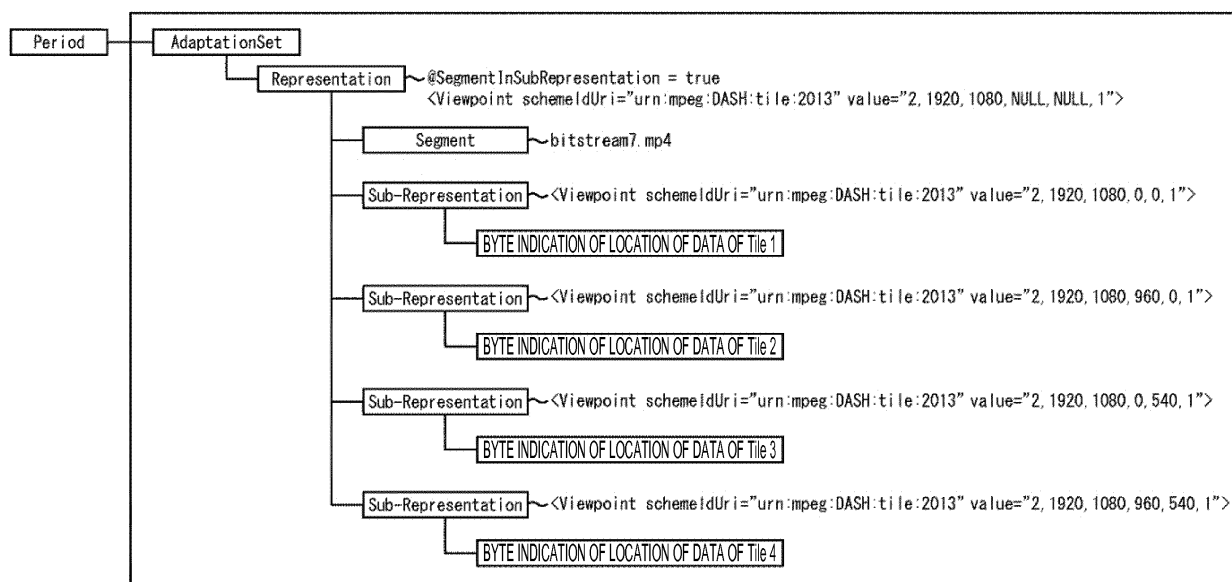 Period
AdaptationSet
Representation
@SegmentInSubRepresentation = true
<Viewpoint schemeIdUri="urn:mpeg:DASH:tile:2013" value="2, 1920, 1080, NULL, NULL, 1">
Segment
bitstream7.mp4
Sub-Representation
<Viewpoint schemeIdUri="urn:mpeg:DASH:tile:2013" value="2, 1920, 1080, 0, 0, 1">
BYTE INDICATION OF LOCATION OF DATA OF Tile 1
Sub-Representation
<Viewpoint schemeIdUri="urn:mpeg:DASH:tile:2013" value="2, 1920, 1080, 960, 0, 1">
BYTE INDICATION OF LOCATION OF DATA OF Tile 2
Sub-Representation
<Viewpoint schemeIdUri="urn:mpeg:DASH:tile:2013" value="2, 1920, 1080, 0, 540, 1">
BYTE INDICATION OF LOCATION OF DATA OF Tile 3
Sub-Representation
<Viewpoint schemeIdUri="urn:mpeg:DASH:tile:2013" value="2, 1920, 1080, 960, 540, 1">
BYTE INDICATION OF LOCATION OF DATA OF Tile 4